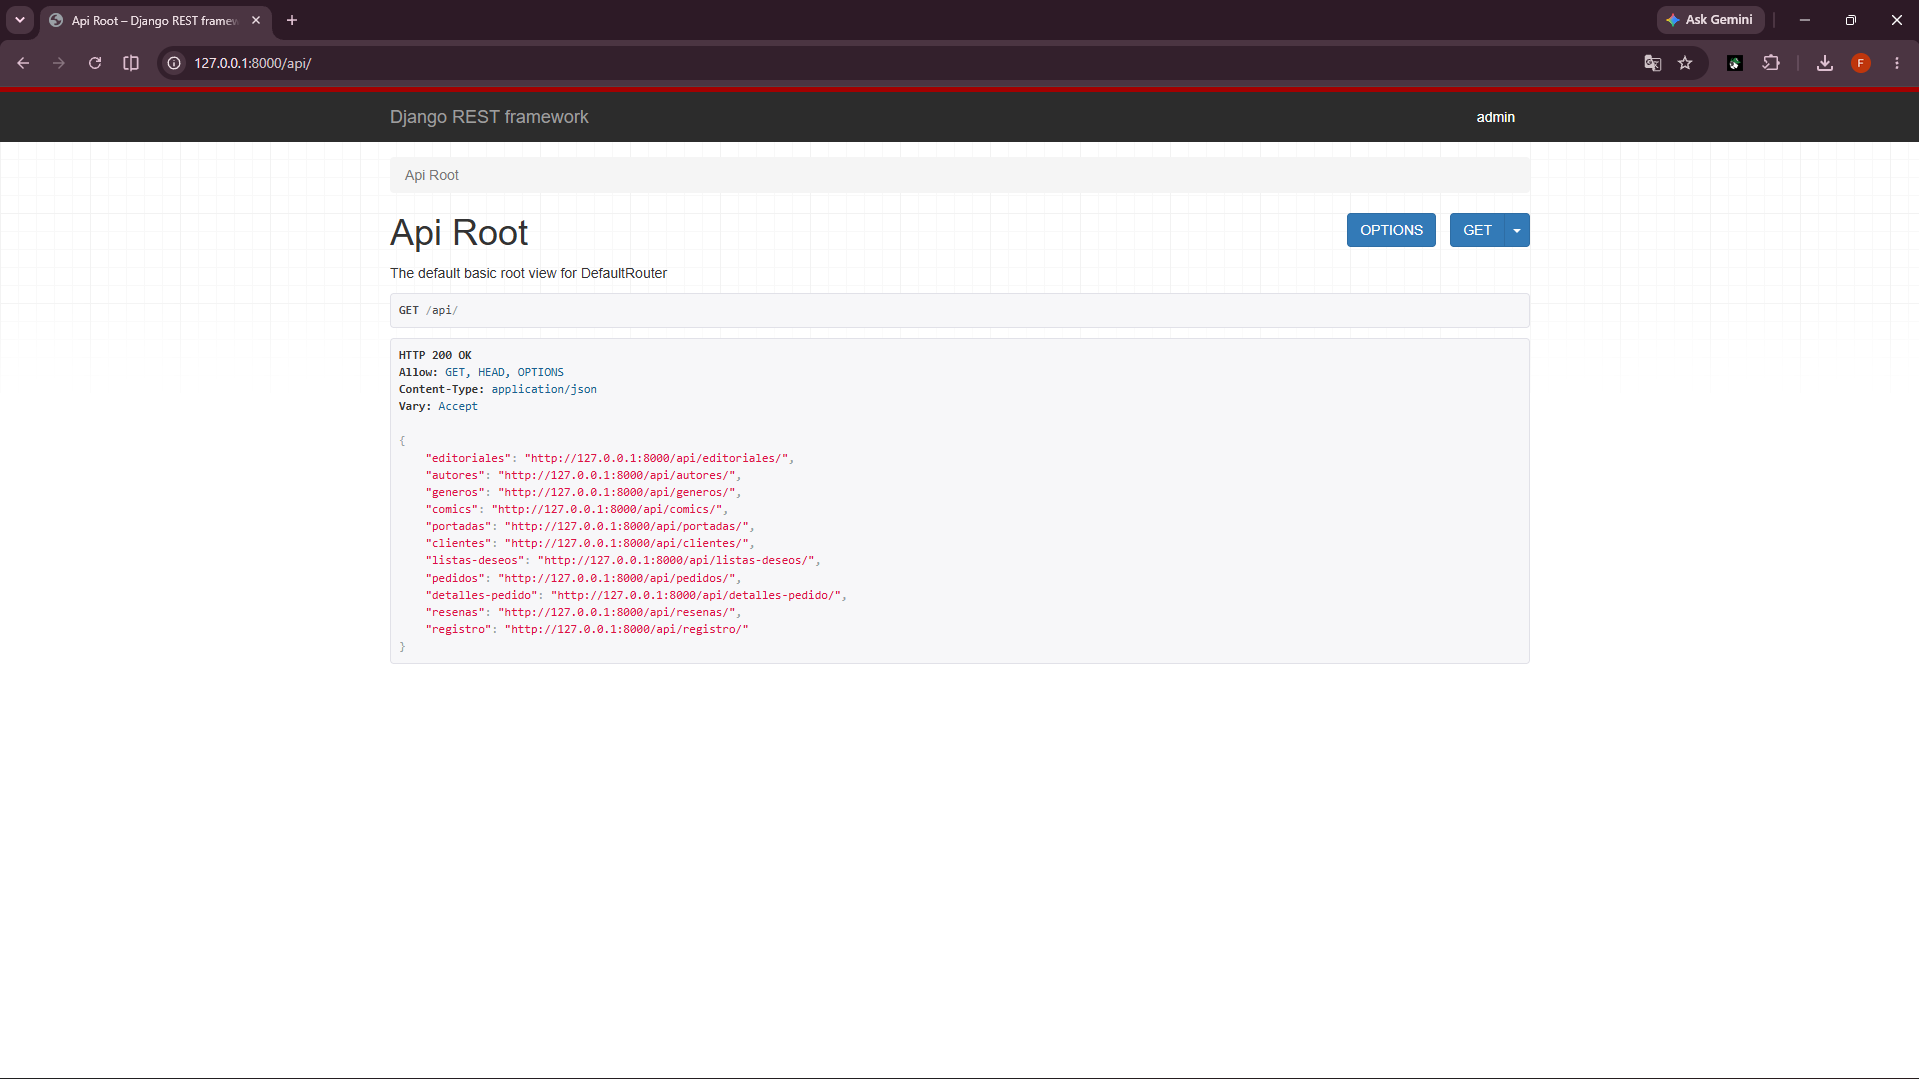 Api Root – Django REST framew
Ask Gemini
127.0.0.1:8000/api/
F
Django REST framework
admin
Api Root
Api Root
OPTIONS
GET
The default basic root view for DefaultRouter
GET /api/
HTTP 200 OK
Allow: GET, HEAD, OPTIONS
Content-Type: application/json
Vary: Accept
{
"editoriales": "http://127.0.0.1:8000/api/editoriales/",
"autores": "http://127.0.0.1:8000/api/autores/",
"generos": "http://127.0.0.1:8000/api/generos/",
"comics": "http://127.0.0.1:8000/api/comics/",
"portadas": "http://127.0.0.1:8000/api/portadas/",
"clientes": "http://127.0.0.1:8000/api/clientes/",
"listas-deseos": "http://127.0.0.1:8000/api/listas-deseos/",
"pedidos": "http://127.0.0.1:8000/api/pedidos/",
"detalles-pedido": "http://127.0.0.1:8000/api/detalles-pedido/",
"resenas": "http://127.0.0.1:8000/api/resenas/",
"registro": "http://127.0.0.1:8000/api/registro/"
}